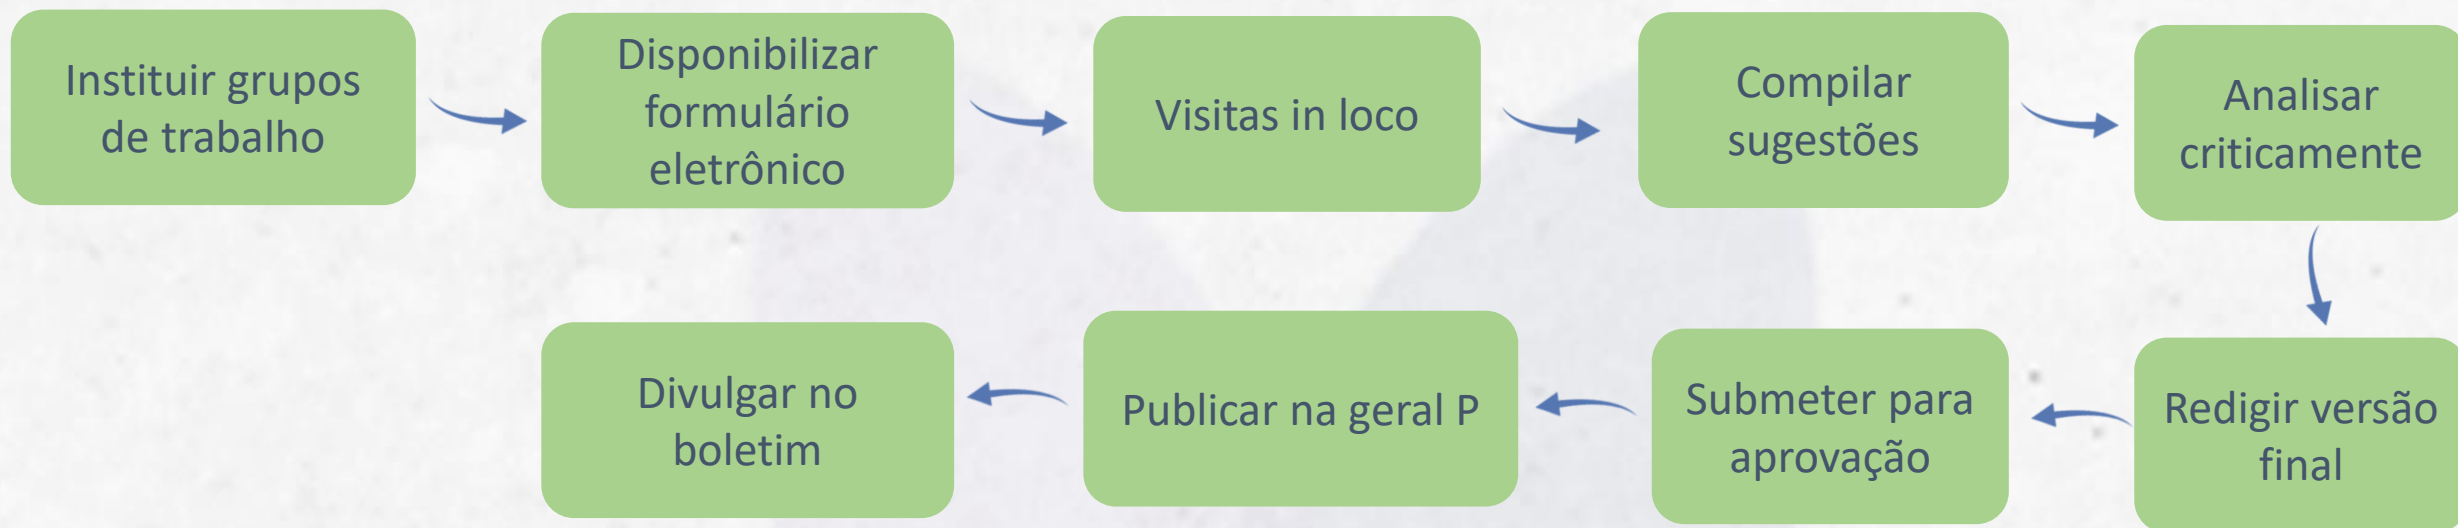 Instituir grupos
de trabalho
Disponibilizar
formulário
eletrônico
Visitas in loco
Compilar
sugestões
Analisar
criticamente
Redigir versão
final
Submeter para
aprovação
Publicar na geral P
Divulgar no
boletim